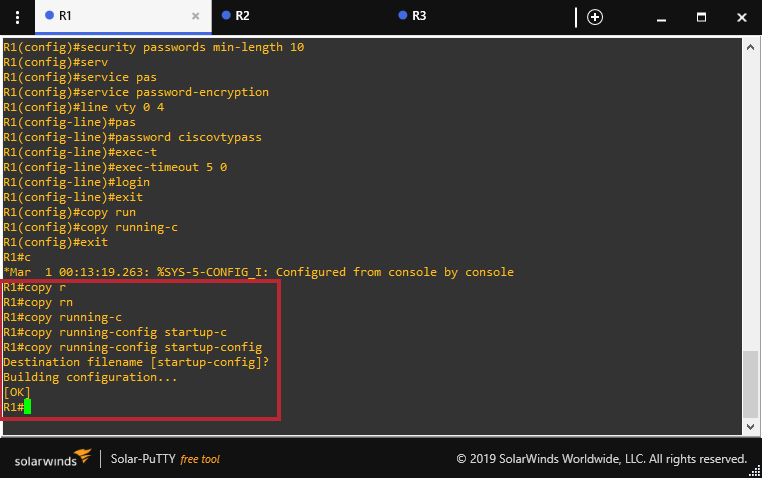 R1
R2
R3
R1(config)#security passwords min-length 10
R1(config)#serv
R1(config)#service pas
R1(config)#service password-encryption
R1(config)#line vty 0 4
R1(config-line)#pas
R1(config-line)#password ciscovtypass
R1(config-line)#exec-t
R1(config-line)#exec-timeout 5 0
R1(config-line)#login
R1(config-line)#exit
R1(config)#copy run
R1(config)#copy running-c
R1(config)#exit
R1#c
*Mar  1 00:13:19.263: %SYS-5-CONFIG_I: Configured from console by console
R1#copy r
R1#copy rn
R1#copy running-c
R1#copy running-config startup-c
R1#copy running-config startup-config
Destination filename [startup-config]?
Building configuration...
[OK]
R1#
solarwinds Solar-PuTTY free tool © 2019 SolarWinds Worldwide, LLC. All rights reserved.